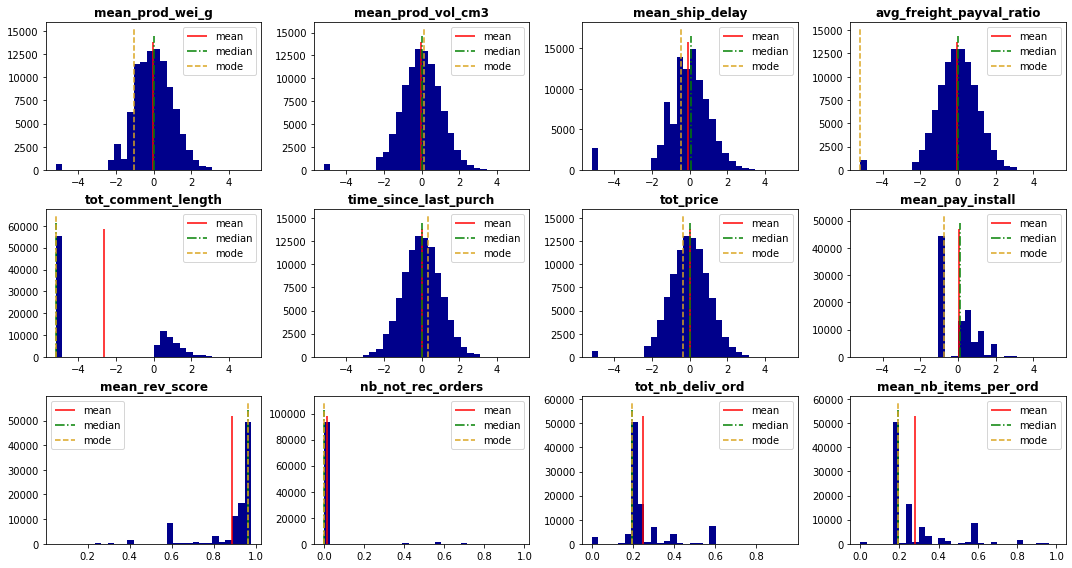 mean_prod_wei_g
15000
12500
10000
7500
5000
2500
0
−4 −2 0 2 4
mean
median
mode
mean_prod_vol_cm3
15000
12500
10000
7500
5000
2500
0
−4 −2 0 2 4
mean
median
mode
mean_ship_delay
15000
10000
5000
0
−4 −2 0 2 4
mean
median
mode
avg_freight_payval_ratio
15000
12500
10000
7500
5000
2500
0
−4 −2 0 2 4
mean
median
mode
tot_comment_length
60000
50000
40000
30000
20000
10000
0
−4 −2 0 2 4
mean
median
mode
time_since_last_purch
15000
12500
10000
7500
5000
2500
0
−4 −2 0 2 4
mean
median
mode
tot_price
15000
12500
10000
7500
5000
2500
0
−4 −2 0 2 4
mean
median
mode
mean_pay_install
50000
40000
30000
20000
10000
0
−4 −2 0 2 4
mean
median
mode
mean_rev_score
50000
40000
30000
20000
10000
0
0.2 0.4 0.6 0.8 1.0
mean
median
mode
nb_not_rec_orders
100000
80000
60000
40000
20000
0
0.0 0.2 0.4 0.6 0.8 1.0
mean
median
mode
tot_nb_deliv_ord
60000
50000
40000
30000
20000
10000
0
0.0 0.2 0.4 0.6 0.8
mean
median
mode
mean_nb_items_per_ord
60000
50000
40000
30000
20000
10000
0
0.0 0.2 0.4 0.6 0.8 1.0
mean
median
mode